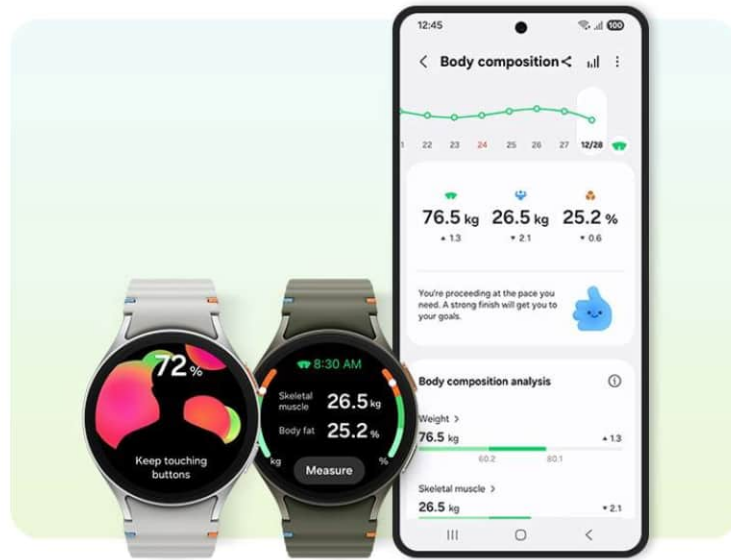 12:45
100
Body composition
1 22 23 24 25 26 27 12/28
76.5 kg 26.5 kg 25.2 %
▲ 1.3 ▼ 2.1 ▼ 0.6
You're proceeding at the pace you
need. A strong finish will get you to
your goals.
Body composition analysis
Weight >
76.5 kg ▲ 1.3
60.2 80.1
Skeletal muscle >
26.5 kg ▼ 2.1
72%
Keep touching
buttons
8:30 AM
Skeletal
muscle 26.5 kg
Body fat 25.2 %
kg %
Measure